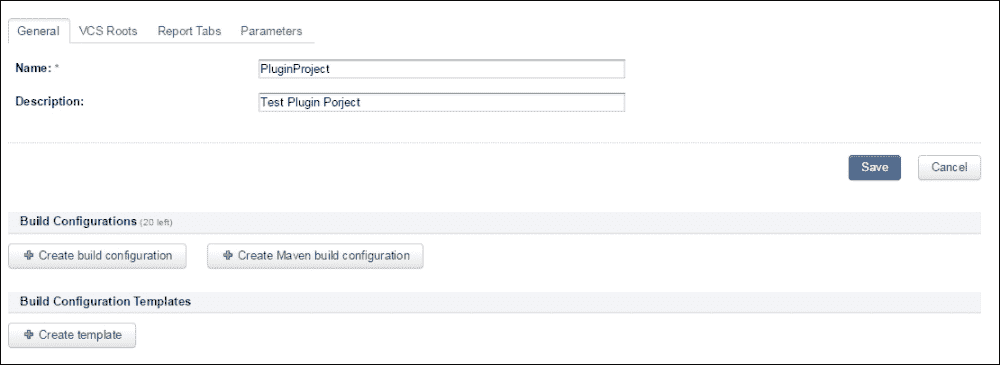 General VCS Roots Report Tabs Parameters
Name: * PluginProject
Description: Test Plugin Porject
Save Cancel
Build Configurations (20 left)
Create build configuration Create Maven build configuration
Build Configuration Templates
Create template